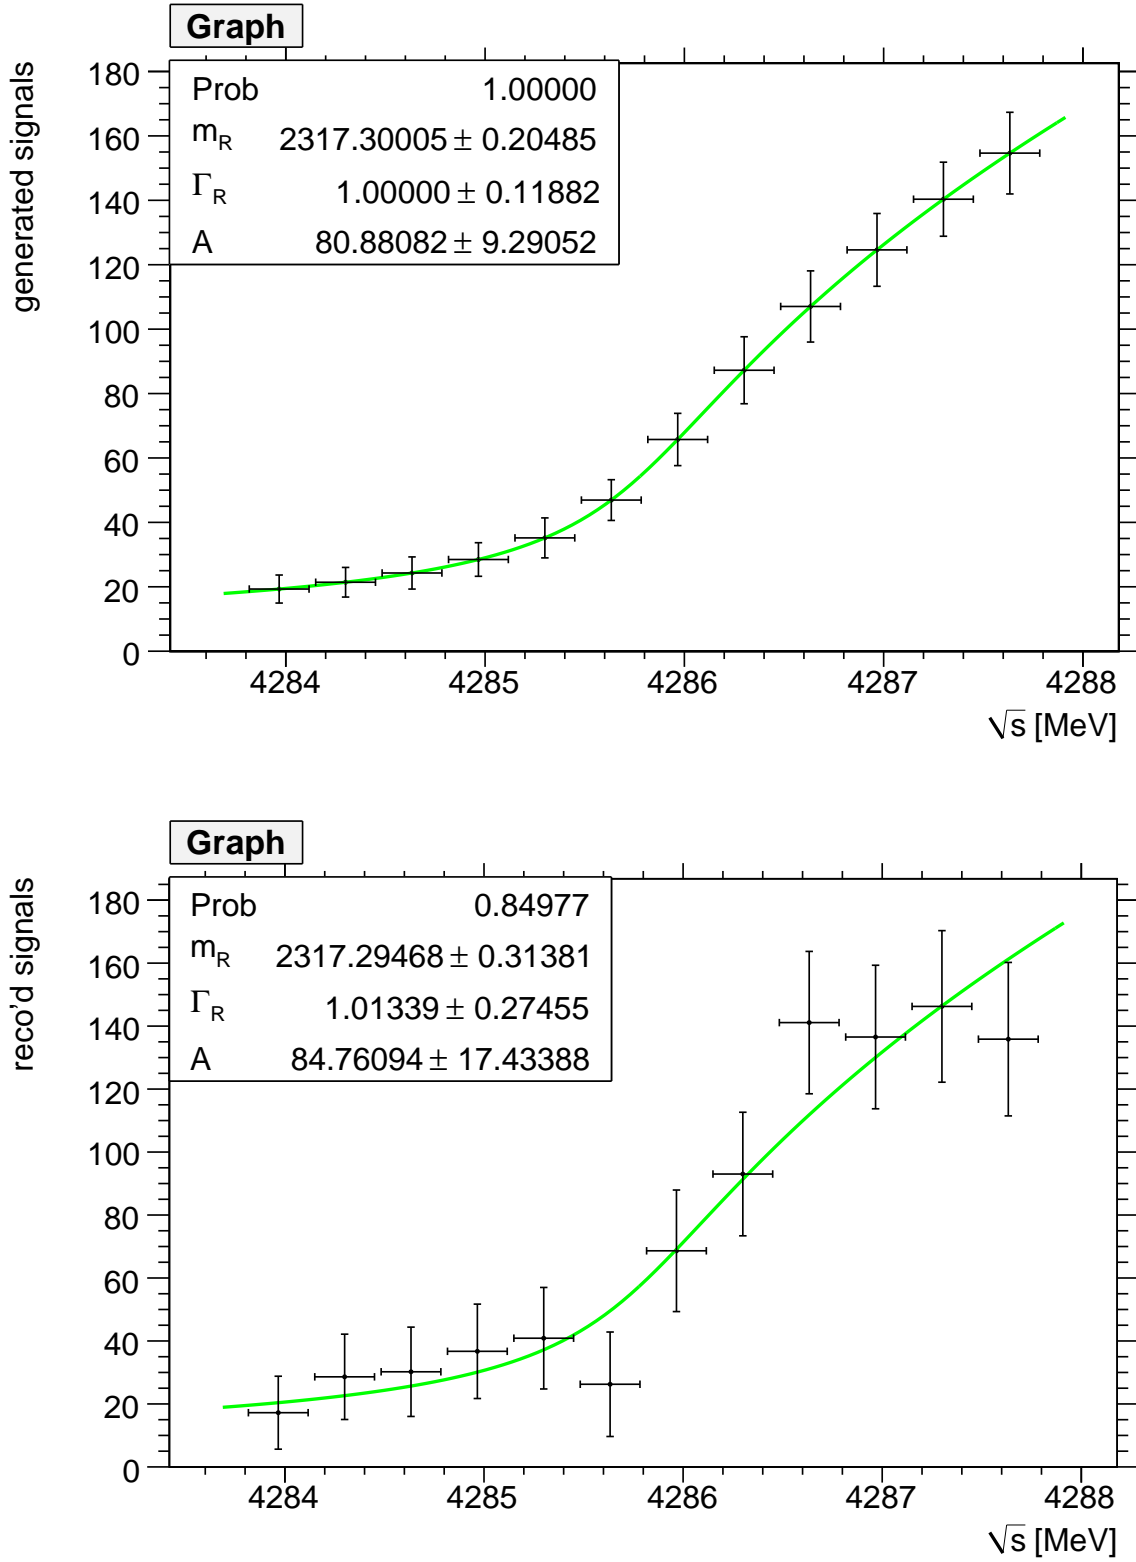 Graph
Prob 1.00000
m_R 2317.30005 ± 0.20485
Γ_R 1.00000 ± 0.11882
A 80.88082 ± 9.29052
generated signals
180
160
140
120
100
80
60
40
20
0
4284 4285 4286 4287 4288
√s [MeV]
Graph
Prob 0.84977
m_R 2317.29468 ± 0.31381
Γ_R 1.01339 ± 0.27455
A 84.76094 ± 17.43388
reco'd signals
180
160
140
120
100
80
60
40
20
0
4284 4285 4286 4287 4288
√s [MeV]